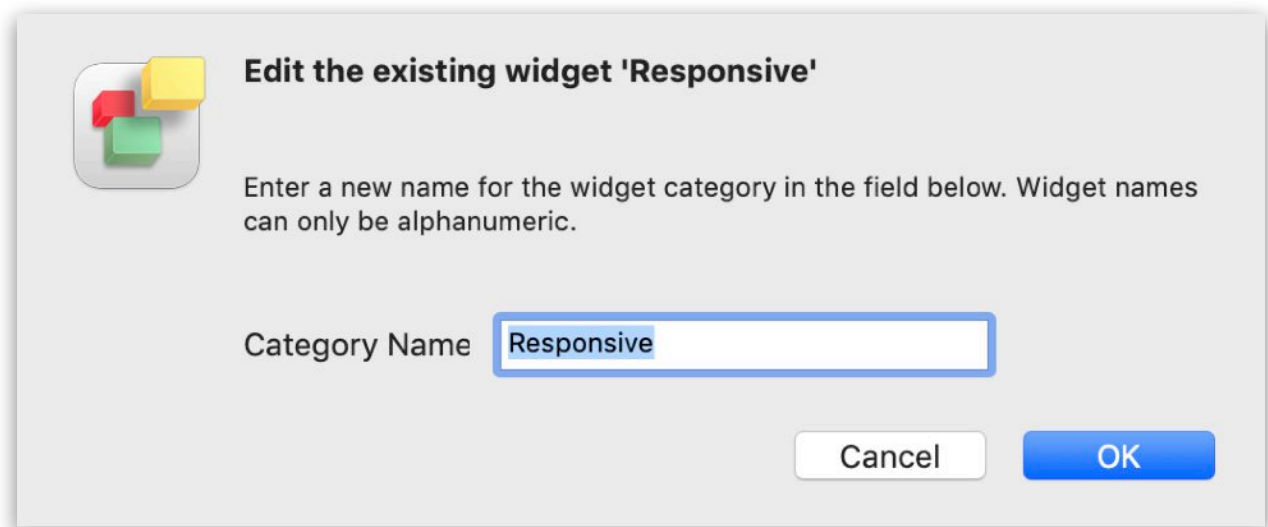 Edit the existing widget 'Responsive'
Enter a new name for the widget category in the field below. Widget names
can only be alphanumeric.
Category Name Responsive
Cancel OK